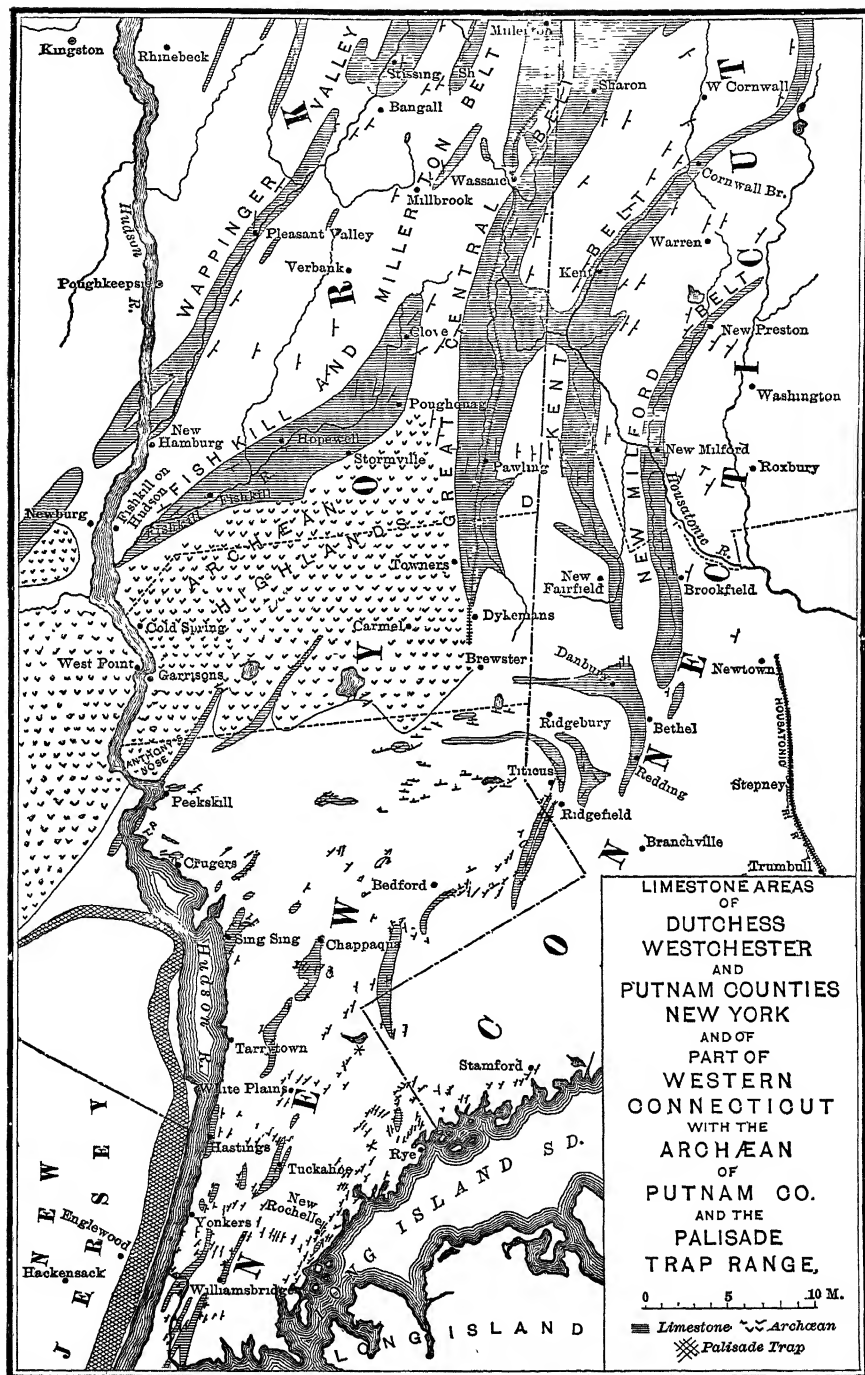 Kingston
Rhinebeck
Millerton
Stissing
Sh
Bangall
Sharon
W Cornwall
K
VALLEY
BELT
BELT
T
WAPPINGER
Wassaic
Millbrook
Cornwall Br.
U
Hudson
R.
Pleasant Valley
Verbank
MILLERTON
CENTRAL
BELT
Warren
Kent
C
BELT
Poughkeepsie
R
Clove
New Preston
AND
New
Hamburg
Poughquag
Hopewell
KENT
I
Washington
FISHKILL
Stormville
GREAT
Pawling
NEW MILFORD
New Milford
Roxbury
T
Fishkill on
Hudson
Fishkill
Fishkill
R.
Newburg
O
D
Housatonic
R.
ARCHÆAN
HIGHLANDS
Towners
New
Fairfield
Brookfield
C
Cold Spring
Carmel
Dykemans
West Point
Garrisons
Y
Brewster
Danbury
E
Newtown
ANTHONY'S
NOSE
Ridgebury
Bethel
HOUSATONIC
R. R.
Peekskill
Titicus
Redding
N
Stepney
Ridgefield
Crugers
Branchville
N
Trumbull
Bedford
Sing Sing
W
Chappaqua
O
Hudson
R.
Tarrytown
C
Stamford
White Plains
E
Hastings
Tuckahoe
Rye
LONG ISLAND SD.
NEW
JERSEY
New
Rochelle
Yonkers
Englewood
N
Hackensack
Williamsbridge
LONG ISLAND
LIMESTONE AREAS
OF
DUTCHESS
WESTCHESTER
AND
PUTNAM COUNTIES
NEW YORK
AND OF
PART OF
WESTERN
CONNECTICUT
WITH THE
ARCHÆAN
OF
PUTNAM CO.
AND THE
PALISADE
TRAP RANGE,
0 5 10 M.
Limestone Archæan
Palisade Trap